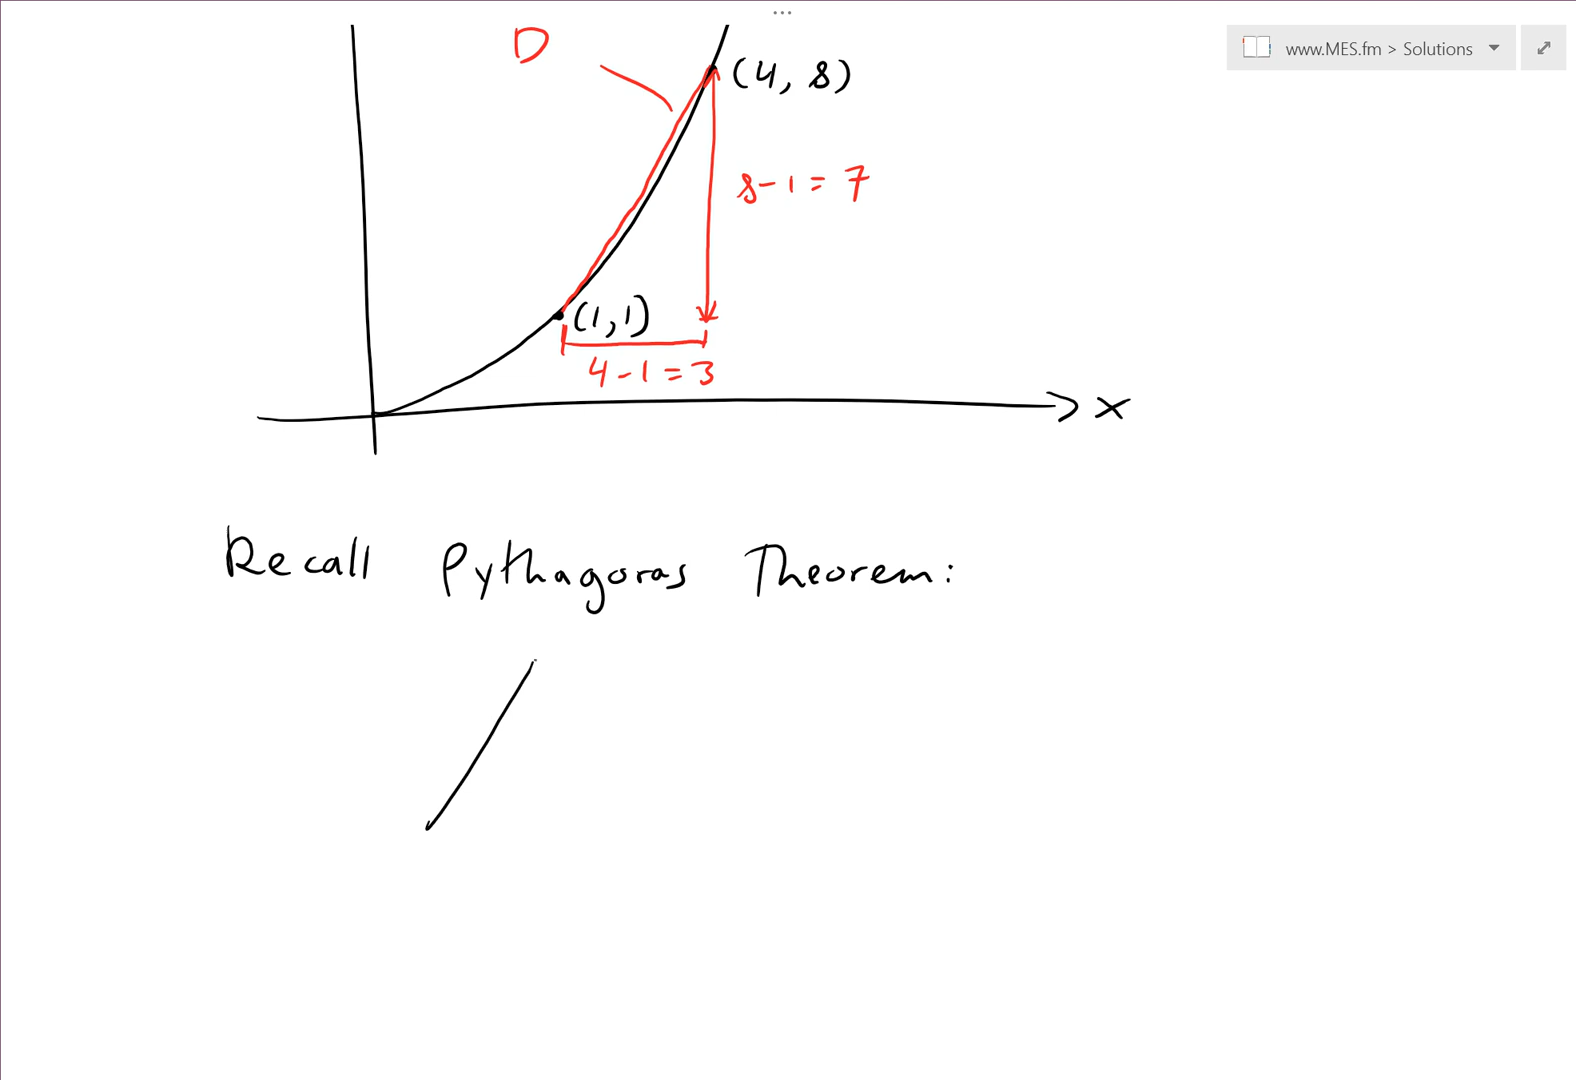 www.MES.fm > Solutions
D
(4, 8)
8-1=7
(1,1)
4-1=3
x
Recall Pythagoras Theorem: